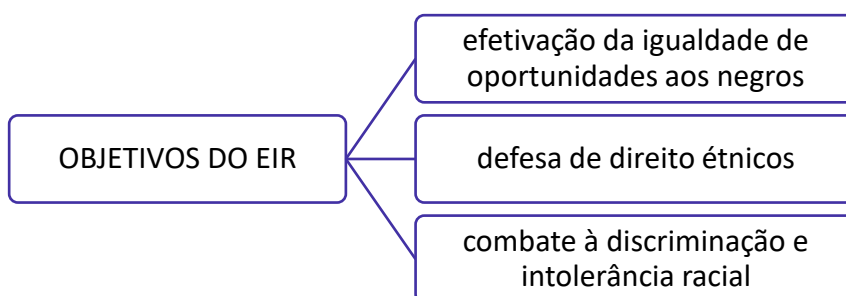 OBJETIVOS DO EIR
efetivação da igualdade de
oportunidades aos negros
defesa de direito étnicos
combate à discriminação e
intolerância racial